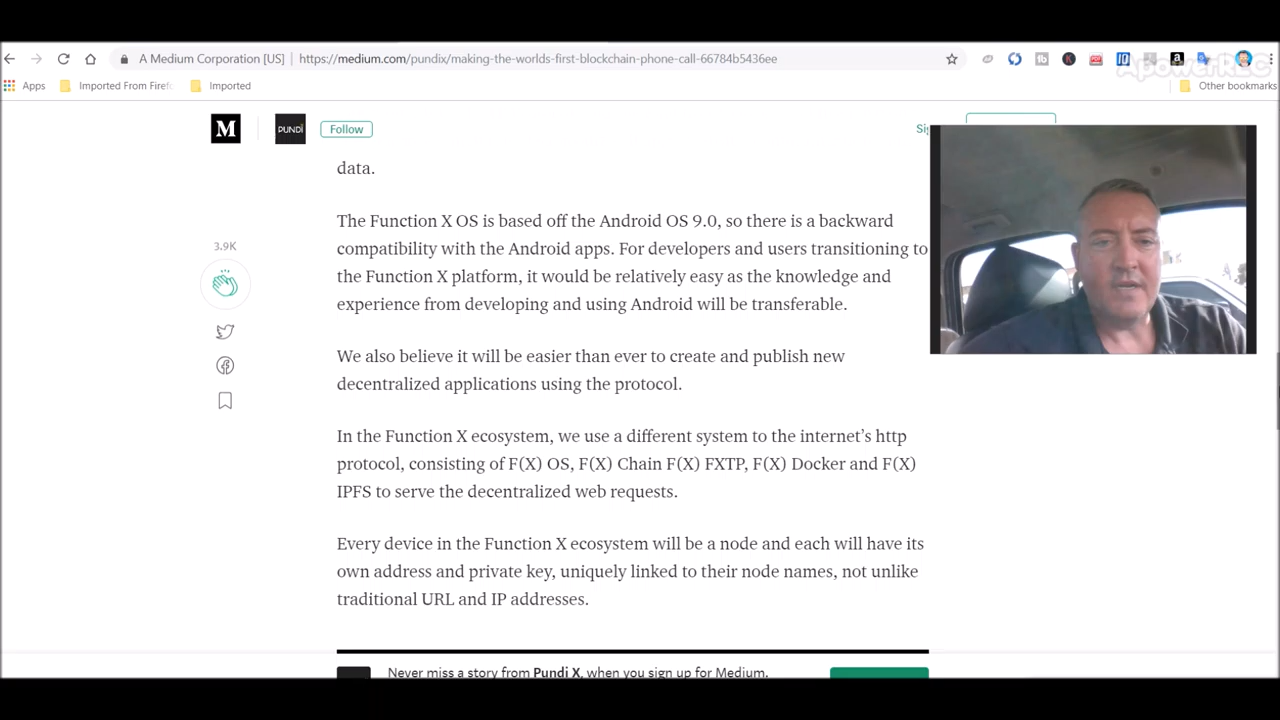 A Medium Corporation [US] | https://medium.com/pundix/making-the-worlds-first-blockchain-phone-call-66784b5436ee
ApowerREC
Apps Imported From Firef Imported Other bookmarks
M PUNDI Follow
data.
The Function X OS is based off the Android OS 9.0, so there is a backward
compatibility with the Android apps. For developers and users transitioning to
the Function X platform, it would be relatively easy as the knowledge and
experience from developing and using Android will be transferable.
3.9K
We also believe it will be easier than ever to create and publish new
decentralized applications using the protocol.
In the Function X ecosystem, we use a different system to the internet's http
protocol, consisting of F(X) OS, F(X) Chain F(X) FXTP, F(X) Docker and F(X)
IPFS to serve the decentralized web requests.
Every device in the Function X ecosystem will be a node and each will have its
own address and private key, uniquely linked to their node names, not unlike
traditional URL and IP addresses.
Never miss a story from Pundi X, when you sign up for Medium.